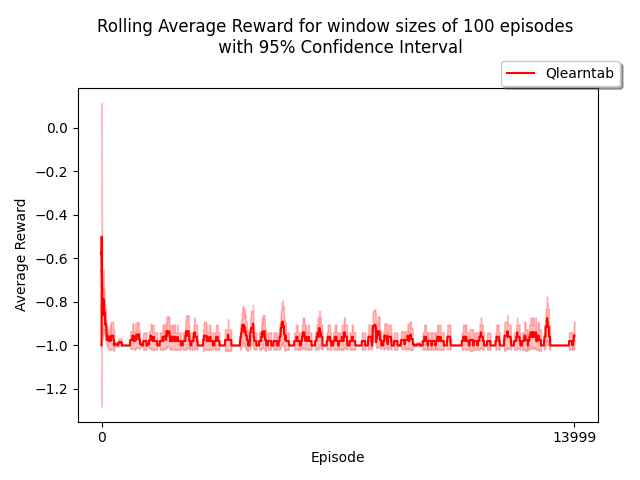 Rolling Average Reward for window sizes of 100 episodes
with 95% Confidence Interval
Qlearntab
0.0
−0.2
−0.4
−0.6
−0.8
−1.0
−1.2
Average Reward
0
13999
Episode